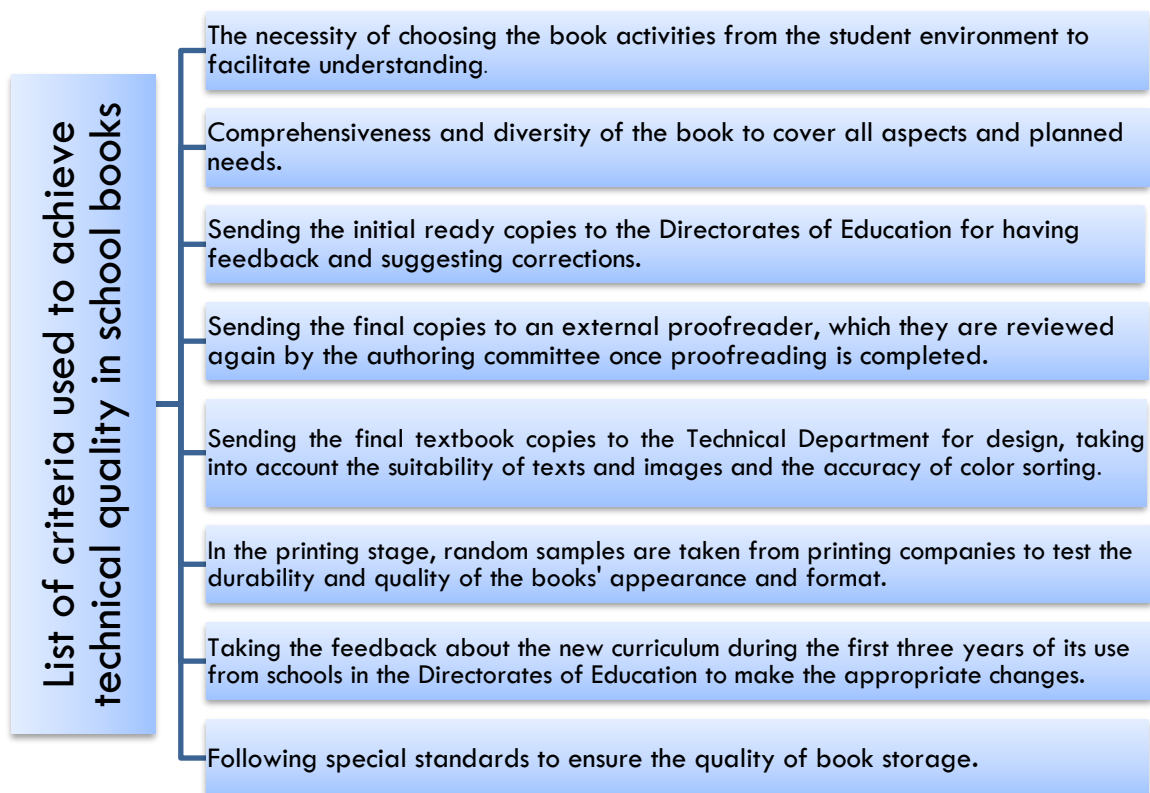 List of criteria used to achieve
technical quality in school books
The necessity of choosing the book activities from the student environment to
facilitate understanding.
Comprehensiveness and diversity of the book to cover all aspects and planned
needs.
Sending the initial ready copies to the Directorates of Education for having
feedback and suggesting corrections.
Sending the final copies to an external proofreader, which they are reviewed
again by the authoring committee once proofreading is completed.
Sending the final textbook copies to the Technical Department for design, taking
into account the suitability of texts and images and the accuracy of color sorting.
In the printing stage, random samples are taken from printing companies to test the
durability and quality of the books' appearance and format.
Taking the feedback about the new curriculum during the first three years of its use
from schools in the Directorates of Education to make the appropriate changes.
Following special standards to ensure the quality of book storage.